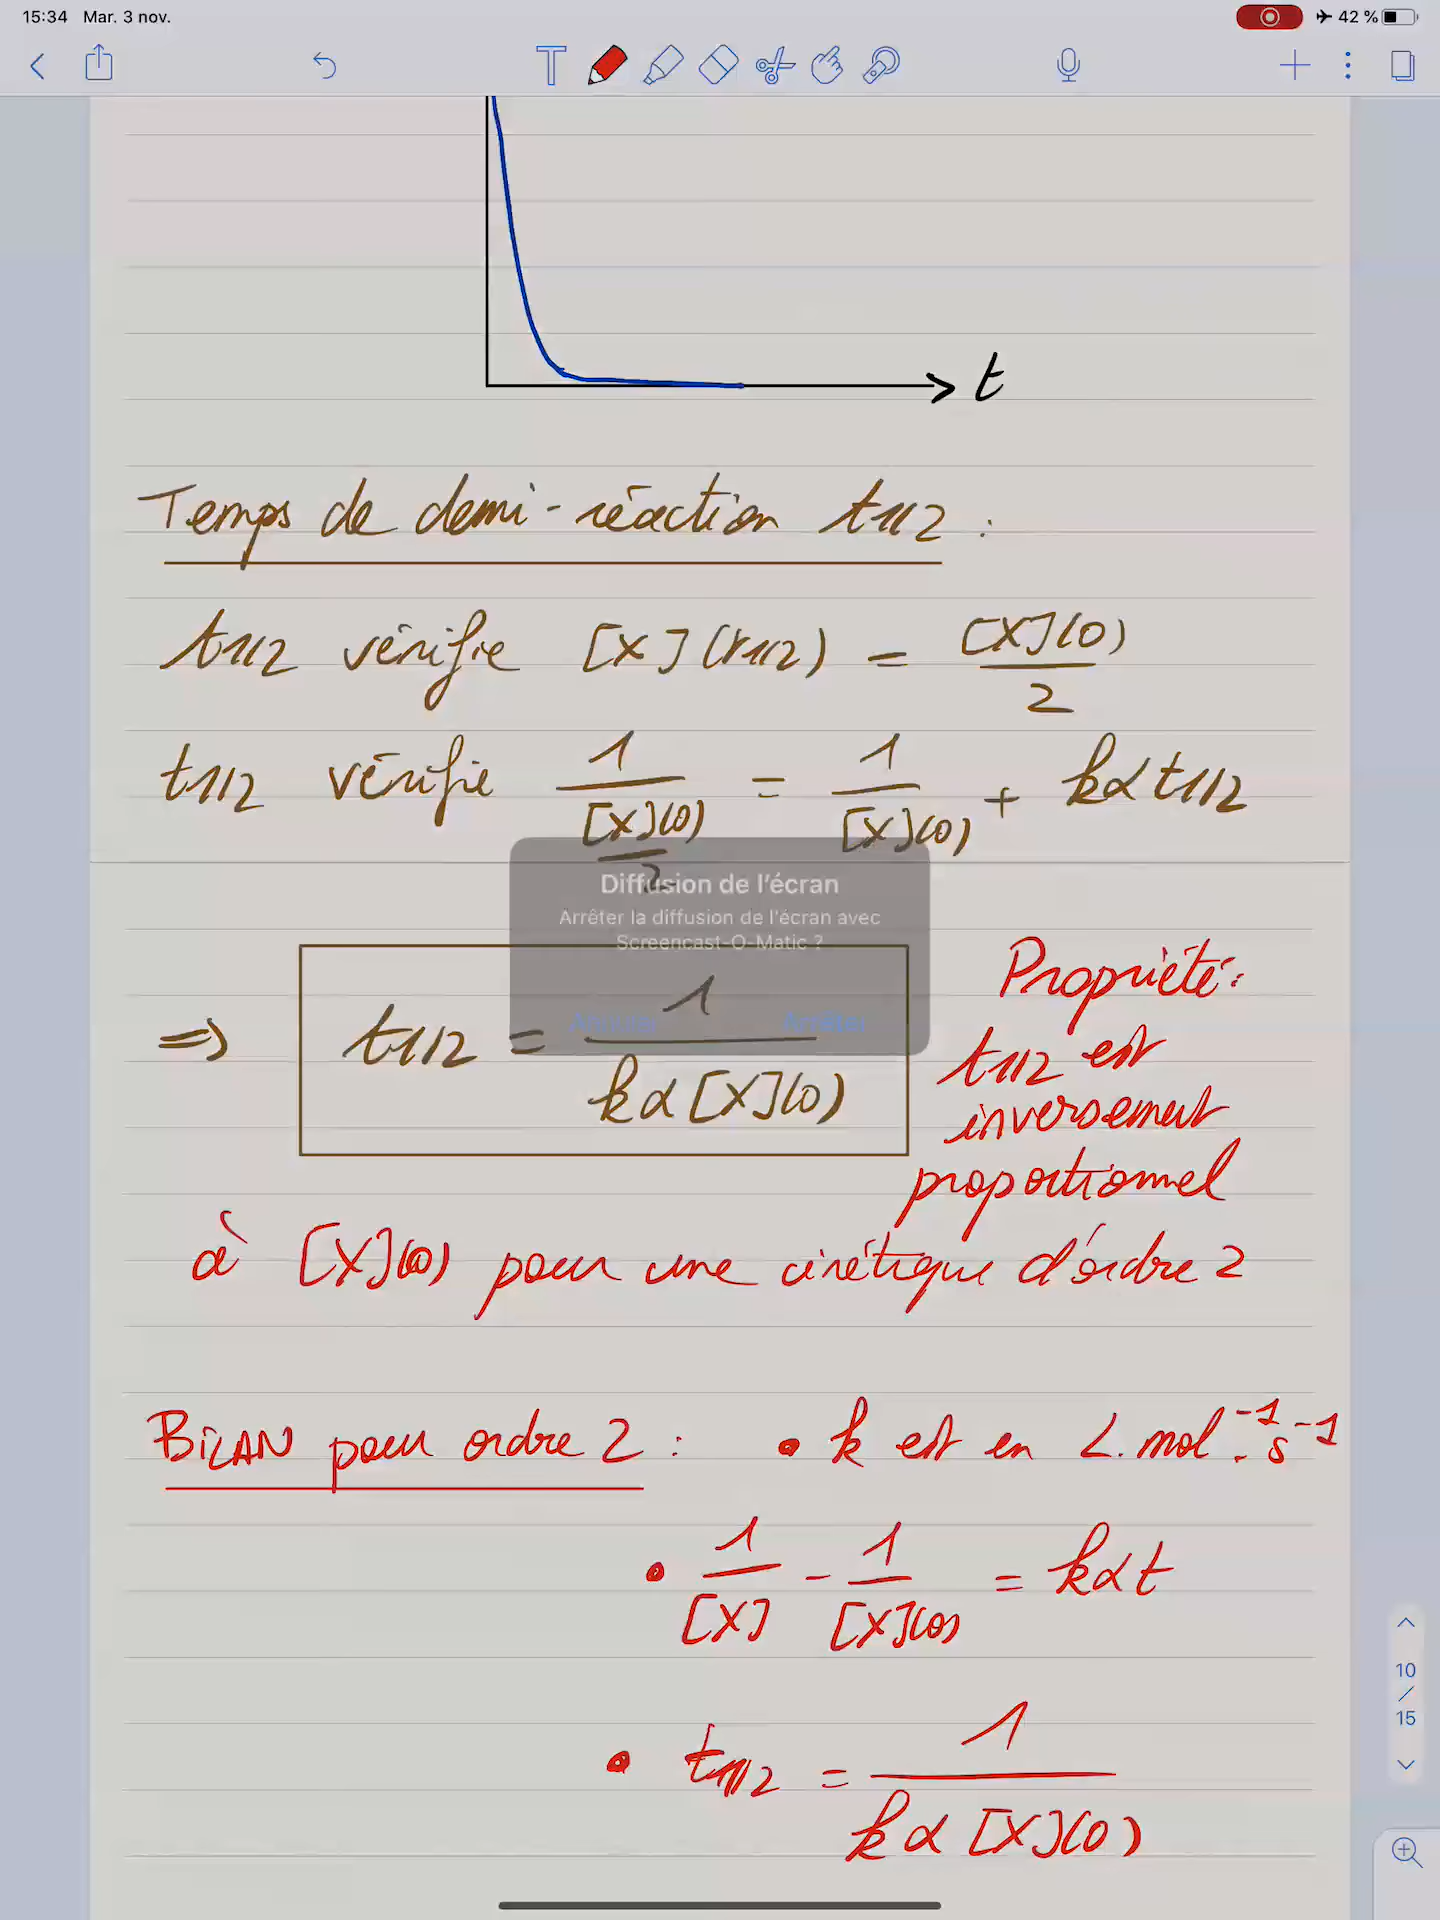 15:34 Mar. 3 nov. 42 %
t
Temps de demi-réaction t1/2 :
t1/2 vérifie [X](t1/2) = [X](0)/2
t1/2 vérifie 1/([X](0)/2) = 1/[X](0) + kαt1/2
Diffusion de l'écran
Arrêter la diffusion de l'écran avec
Screencast-O-Matic ?
Annuler Arrêter
=> t1/2 = 1/(kα[X](0))
Propriété :
t1/2 est
inversement
proportionnel
à [X](0) pour une cinétique d'ordre 2
BILAN pour ordre 2 : • k est en L.mol⁻¹.s⁻¹
• 1/[X] - 1/[X](0) = kαt
• t1/2 = 1/(kα[X](0))
10
/
15